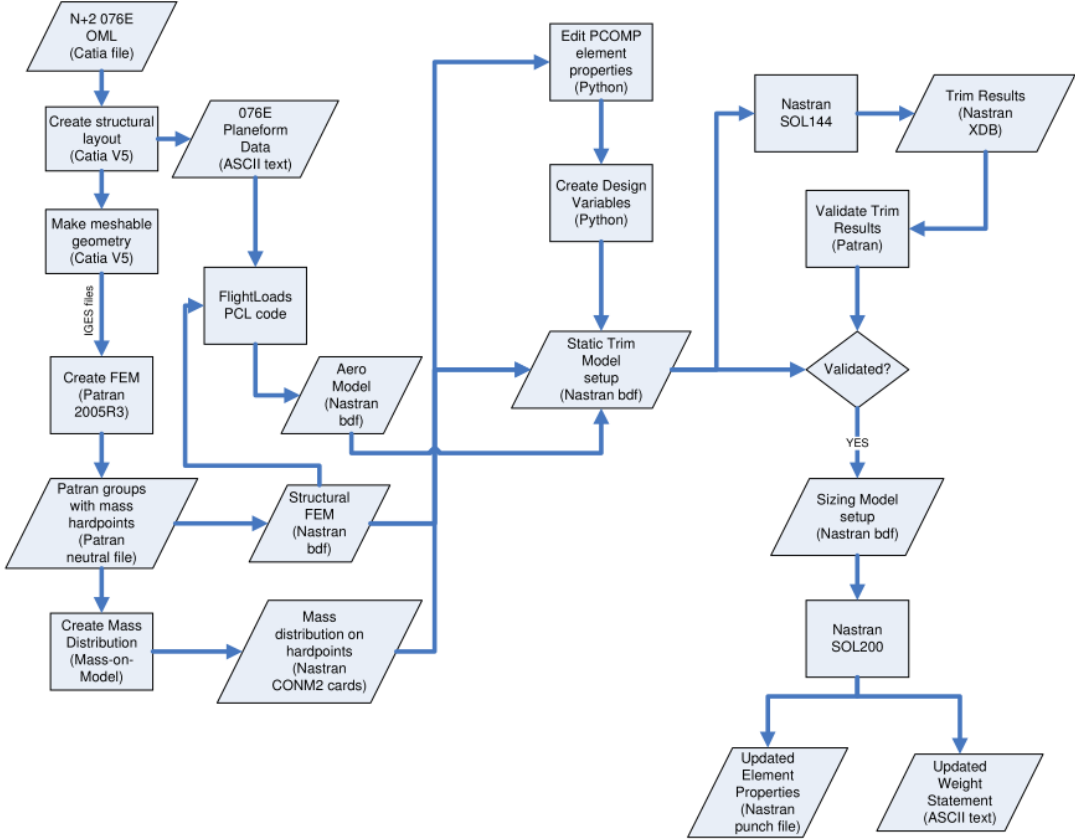 N+2 076E
OML
(Catia file)
Create structural
layout
(Catia V5)
076E
Planeform
Data
(ASCII text)
Make meshable
geometry
(Catia V5)
IGES files
FlightLoads
PCL code
Create FEM
(Patran
2005R3)
Aero
Model
(Nastran
bdf)
Patran groups
with mass
hardpoints
(Patran
neutral file)
Structural
FEM
(Nastran
bdf)
Create Mass
Distribution
(Mass-on-
Model)
Mass
distribution on
hardpoints
(Nastran
CONM2 cards)
Edit PCOMP
element
properties
(Python)
Create Design
Variables
(Python)
Static Trim
Model
setup
(Nastran bdf)
Nastran
SOL144
Trim Results
(Nastran
XDB)
Validate Trim
Results
(Patran)
Validated?
YES
Sizing Model
setup
(Nastran bdf)
Nastran
SOL200
Updated
Element
Properties
(Nastran
punch file)
Updated
Weight
Statement
(ASCII text)